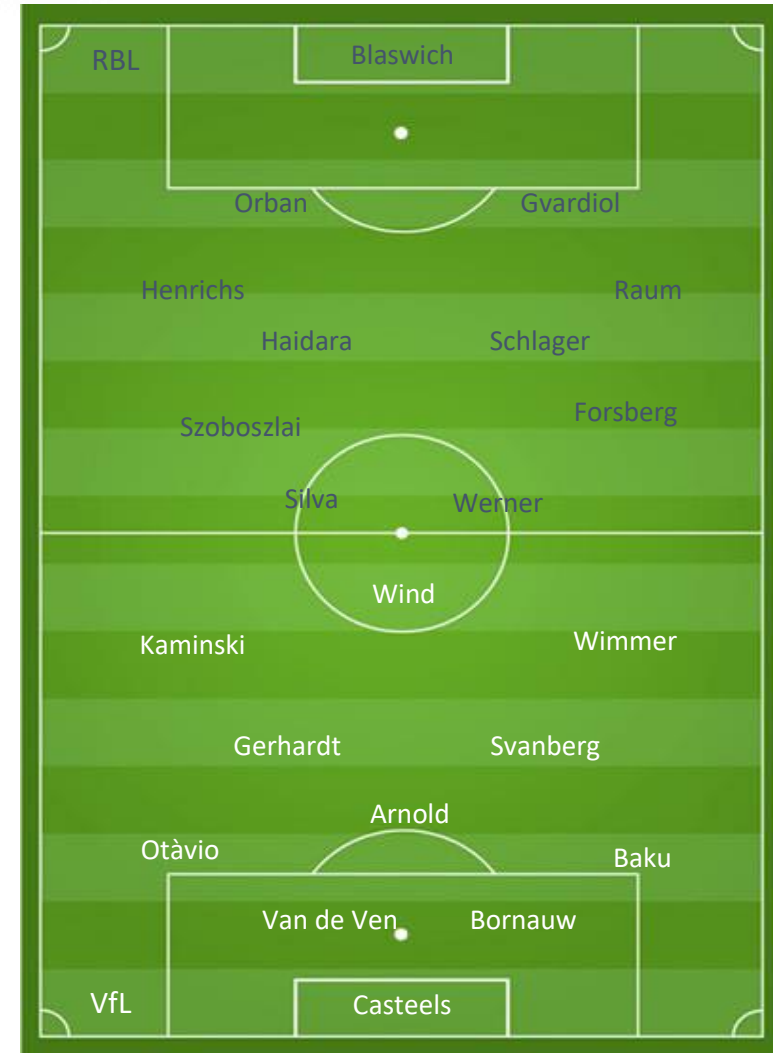 RBL
Blaswich
Orban
Gvardiol
Henrichs
Raum
Haidara
Schlager
Forsberg
Szoboszlai
Silva
Werner
Wind
Kaminski
Wimmer
Gerhardt
Svanberg
Arnold
Otàvio
Baku
Van de Ven
Bornauw
VfL
Casteels